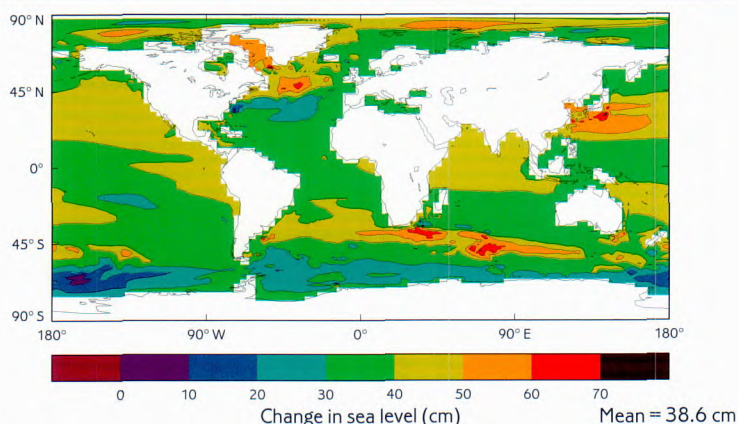 90° N
45° N
0°
45° S
90° S
180° 90° W 0° 90° E 180°
0 10 20 30 40 50 60 70
Change in sea level (cm) Mean = 38.6 cm